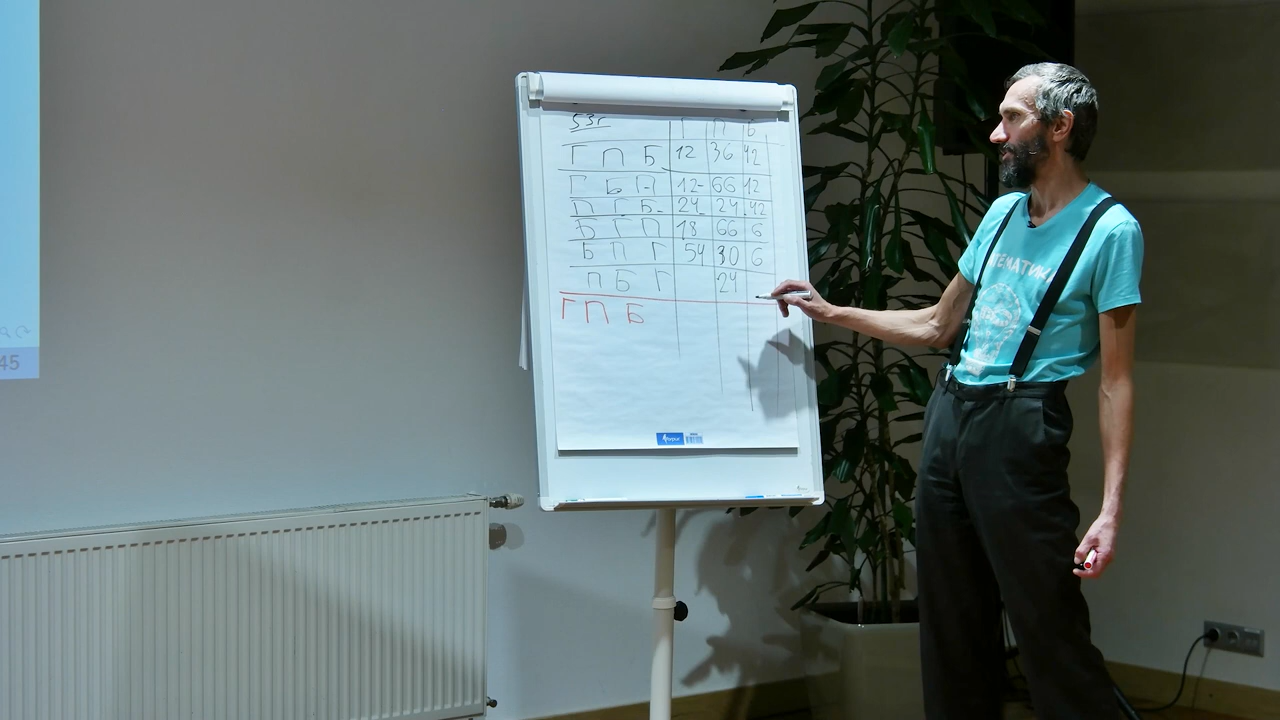 53г
Г П Б
Г П Б 12 36 42
Г Б П 12 66 12
П Г Б 24 24 42
Б Г П 18 66 6
Б П Г 54 30 6
П Б Г 24
Г П Б
45